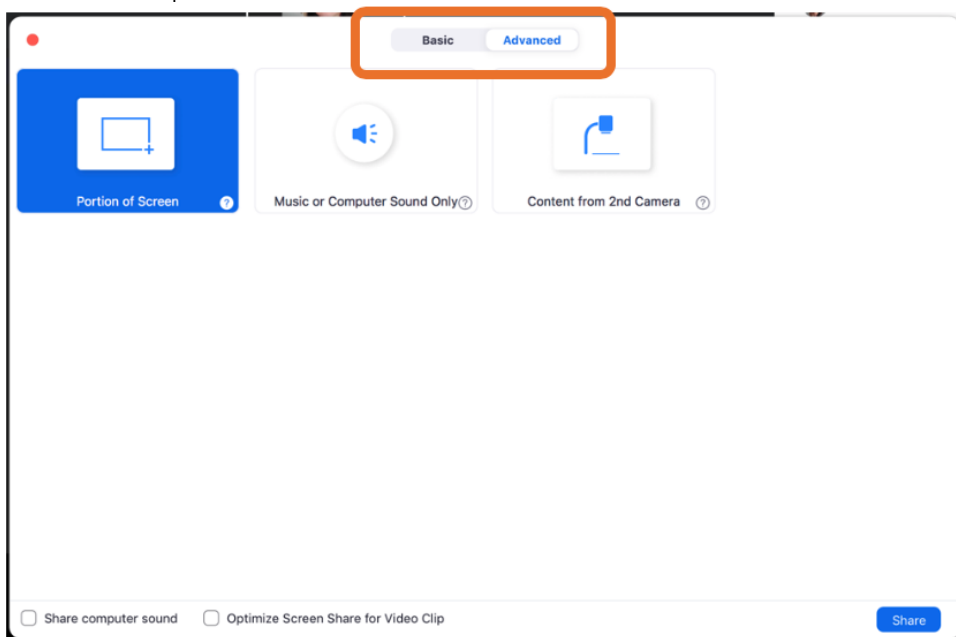 Basic Advanced
Portion of Screen ? Music or Computer Sound Only ? Content from 2nd Camera ?
Share computer sound Optimize Screen Share for Video Clip Share